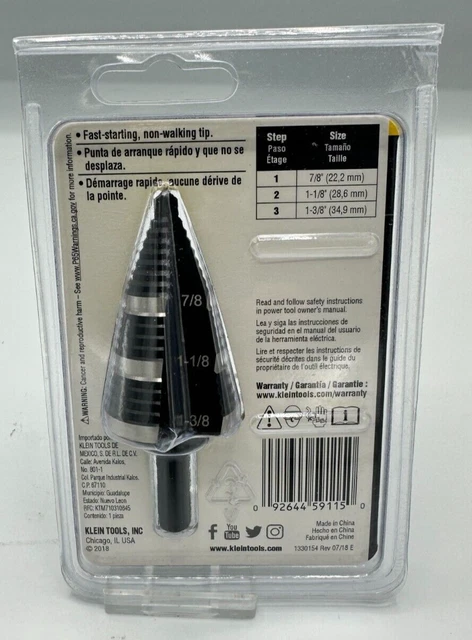 • Fast-starting, non-walking tip.
• Punta de arranque rápido y que no se
desplaza.
• Démarrage rapide, aucune dérive de
la pointe.
Step Size
Paso Tamaño
Étage Taille
1 7/8" (22,2 mm)
2 1-1/8" (28,6 mm)
3 1-3/8" (34,9 mm)
WARNING: Cancer and reproductive harm – See www.P65Warnings.ca.gov for more information.
7/8
1-1/8
1-3/8
Read and follow safety instructions
in power tool owner's manual.
Lea y siga las instrucciones de
seguridad en el manual del usuario
de la herramienta eléctrica.
Lire et respecter les instructions de
sécurité décrites dans le guide du
propriétaire de l'outil électrique.
Warranty / Garantía / Garantie :
www.kleintools.com/warranty
Importado por:
KLEIN TOOLS DE
MEXICO, S. DE R.L. DE C.V.
Calle: Avenida Kalos,
No. 801-1
Col. Parque Industrial Kalos.
C.P. 67110
Municipio: Guadalupe
Estado: Nuevo Leon
RFC: KTM710310945
Contenido: 1 pieza
KLEIN TOOLS, INC
Chicago, IL USA
© 2018
0 92644 59115 0
You
Tube
www.kleintools.com
Made in China
Hecho en China
Fabriqué en Chine
1330154 Rev 07/18 E